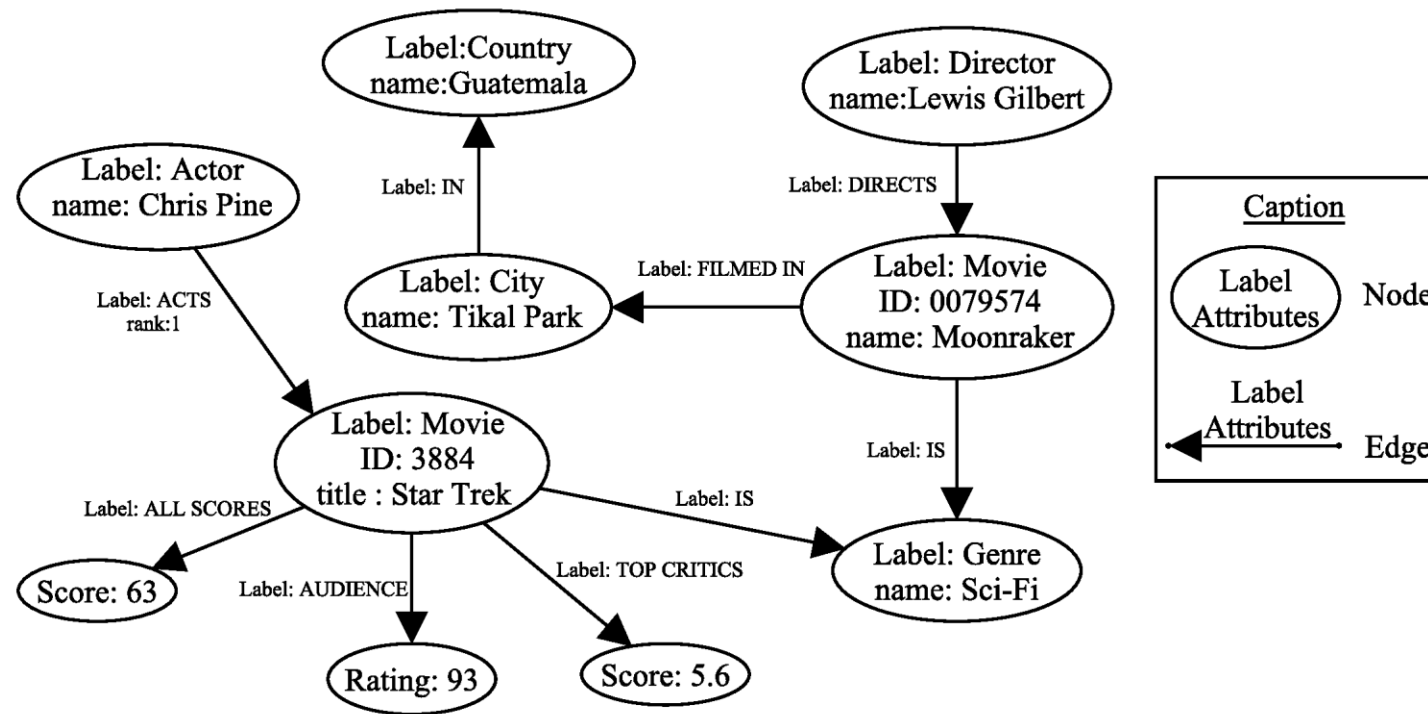 Label:Country
name:Guatemala
Label: Director
name:Lewis Gilbert
Label: Actor
name: Chris Pine
Label: IN
Label: DIRECTS
Label: ACTS
rank:1
Label: City
name: Tikal Park
Label: FILMED IN
Label: Movie
ID: 0079574
name: Moonraker
Label: Movie
ID: 3884
title : Star Trek
Label: IS
Label: ALL SCORES
Label: IS
Label: AUDIENCE
Label: TOP CRITICS
Label: Genre
name: Sci-Fi
Score: 63
Rating: 93
Score: 5.6
Caption
Label
Attributes
Node
Label
Attributes
Edge